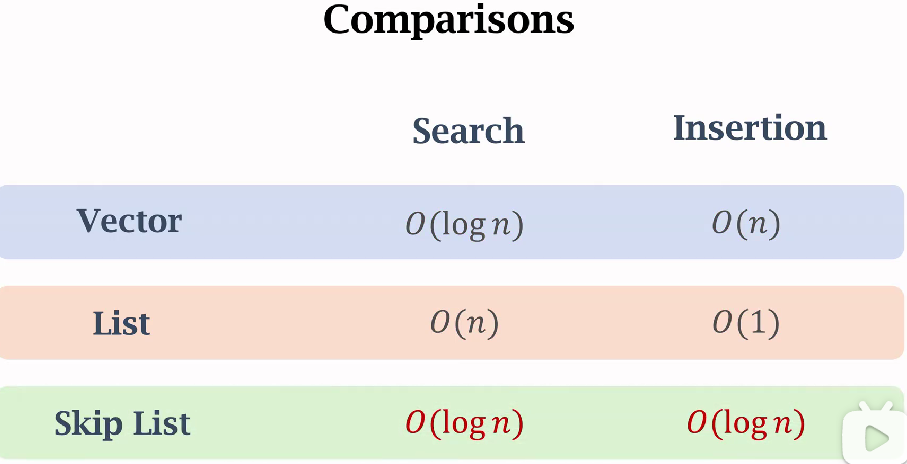 Comparisons
Search Insertion
Vector O(log n) O(n)
List O(n) O(1)
Skip List O(log n) O(log n)